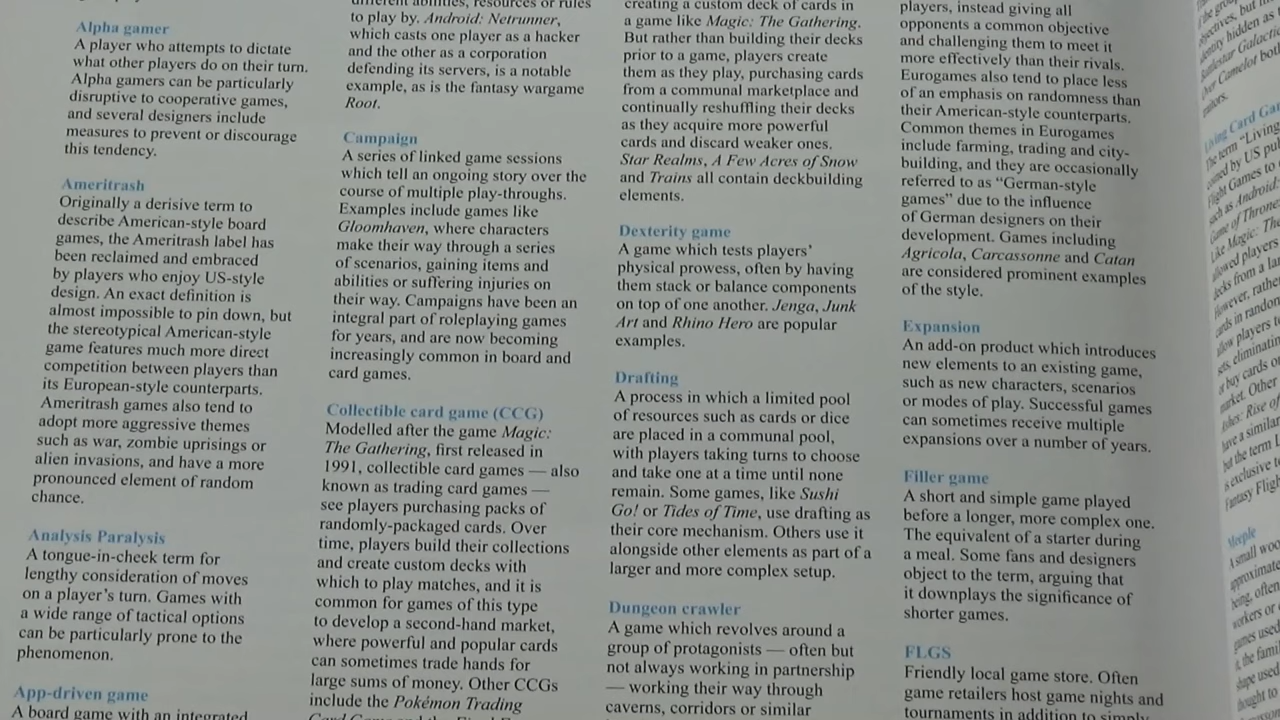 Alpha gamer
A player who attempts to dictate
what other players do on their turn.
Alpha gamers can be particularly
disruptive to cooperative games,
and several designers include
measures to prevent or discourage
this tendency.
Ameritrash
Originally a derisive term to
describe American-style board
games, the Ameritrash label has
been reclaimed and embraced
by players who enjoy US-style
design. An exact definition is
almost impossible to pin down, but
the stereotypical American-style
game features much more direct
competition between players than
its European-style counterparts.
Ameritrash games also tend to
adopt more aggressive themes
such as war, zombie uprisings or
alien invasions, and have a more
pronounced element of random
chance.
Analysis Paralysis
A tongue-in-cheek term for
lengthy consideration of moves
on a player's turn. Games with
a wide range of tactical options
can be particularly prone to the
phenomenon.
App-driven game
A board game with an integrated
different abilities, resources or rules
to play by. Android: Netrunner,
which casts one player as a hacker
and the other as a corporation
defending its servers, is a notable
example, as is the fantasy wargame
Root.
Campaign
A series of linked game sessions
which tell an ongoing story over the
course of multiple play-throughs.
Examples include games like
Gloomhaven, where characters
make their way through a series
of scenarios, gaining items and
abilities or suffering injuries on
their way. Campaigns have been an
integral part of roleplaying games
for years, and are now becoming
increasingly common in board and
card games.
Collectible card game (CCG)
Modelled after the game Magic:
The Gathering, first released in
1991, collectible card games — also
known as trading card games —
see players purchasing packs of
randomly-packaged cards. Over
time, players build their collections
and create custom decks with
which to play matches, and it is
common for games of this type
to develop a second-hand market,
where powerful and popular cards
can sometimes trade hands for
large sums of money. Other CCGs
include the Pokémon Trading
creating a custom deck of cards in
a game like Magic: The Gathering.
But rather than building their decks
prior to a game, players create
them as they play, purchasing cards
from a communal marketplace and
continually reshuffling their decks
as they acquire more powerful
cards and discard weaker ones.
Star Realms, A Few Acres of Snow
and Trains all contain deckbuilding
elements.
Dexterity game
A game which tests players'
physical prowess, often by having
them stack or balance components
on top of one another. Jenga, Junk
Art and Rhino Hero are popular
examples.
Drafting
A process in which a limited pool
of resources such as cards or dice
are placed in a communal pool,
with players taking turns to choose
and take one at a time until none
remain. Some games, like Sushi
Go! or Tides of Time, use drafting as
their core mechanism. Others use it
alongside other elements as part of a
larger and more complex setup.
Dungeon crawler
A game which revolves around a
group of protagonists — often but
not always working in partnership
— working their way through
caverns, corridors or similar
players, instead giving all
opponents a common objective
and challenging them to meet it
more effectively than their rivals.
Eurogames also tend to place less
of an emphasis on randomness than
their American-style counterparts.
Common themes in Eurogames
include farming, trading and city-
building, and they are occasionally
referred to as “German-style
games” due to the influence
of German designers on their
development. Games including
Agricola, Carcassonne and Catan
are considered prominent examples
of the style.
Expansion
An add-on product which introduces
new elements to an existing game,
such as new characters, scenarios
or modes of play. Successful games
can sometimes receive multiple
expansions over a number of years.
Filler game
A short and simple game played
before a longer, more complex one.
The equivalent of a starter during
a meal. Some fans and designers
object to the term, arguing that
it downplays the significance of
shorter games.
FLGS
Friendly local game store. Often
game retailers host game nights and
tournaments in addition to simply
Meeple